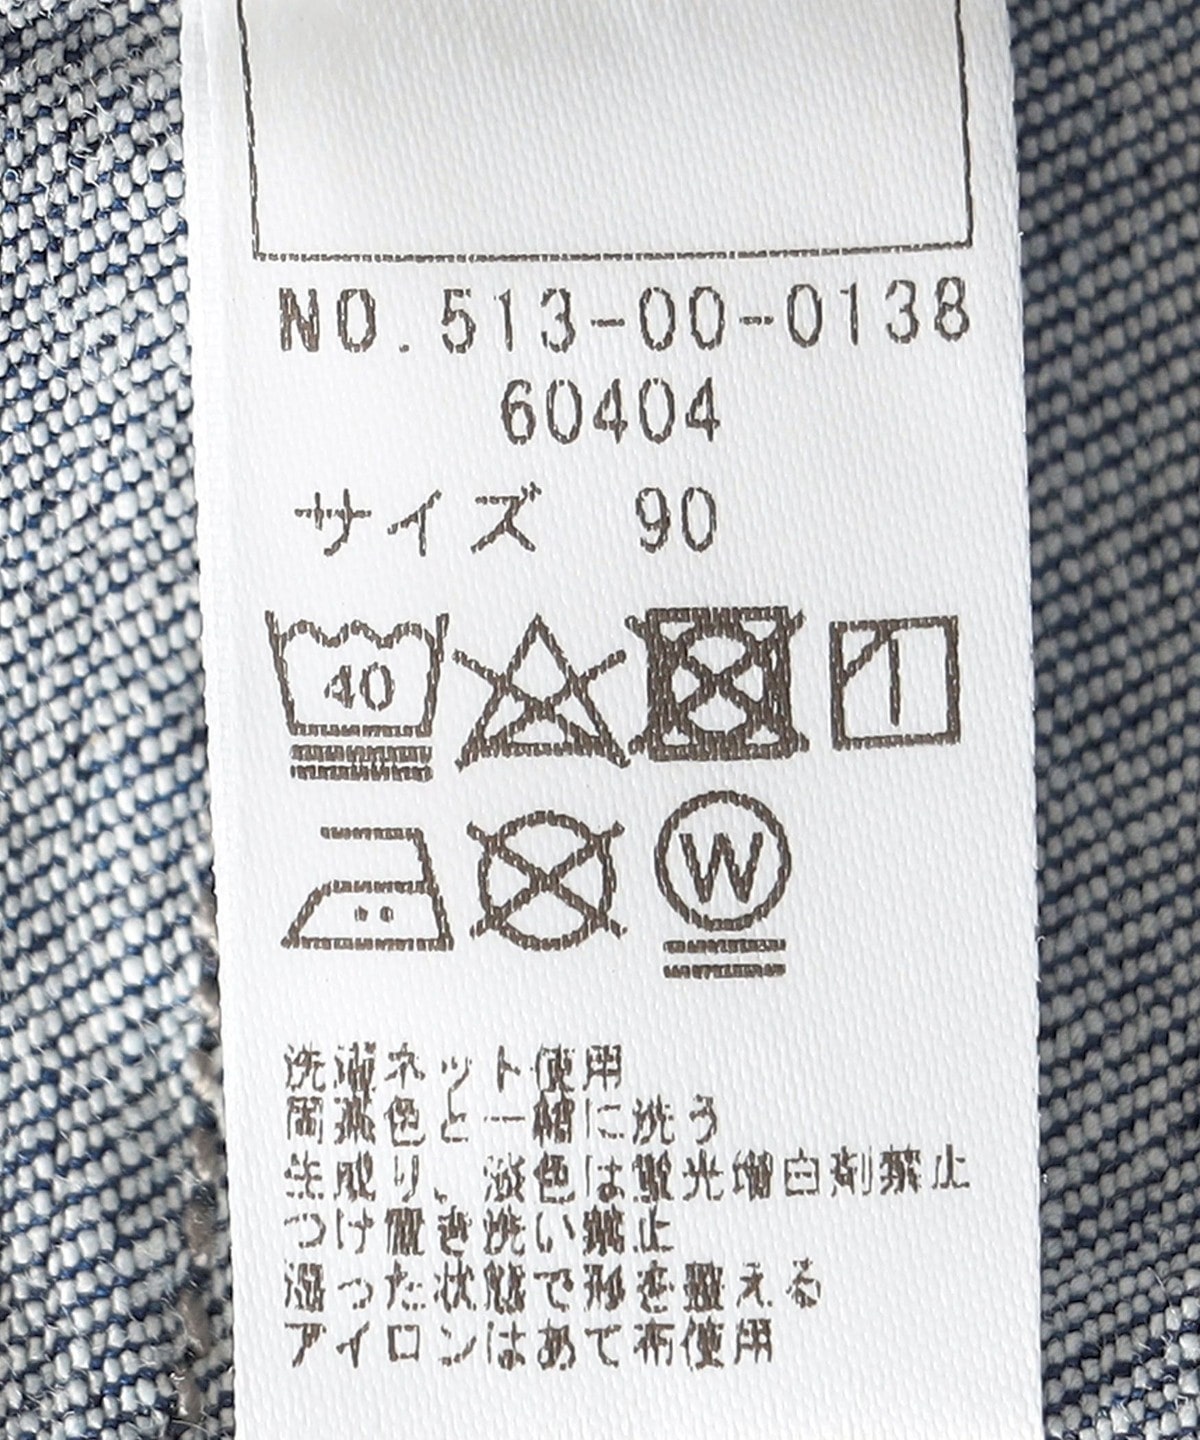 NO.513-00-0138
60404
サイズ 90
40
W
洗濯ネット使用
同濃色と一緒に洗う
生成り、淡色は蛍光増白剤禁止
つけ置き洗い禁止
湿った状態で形を整える
アイロンはあて布使用